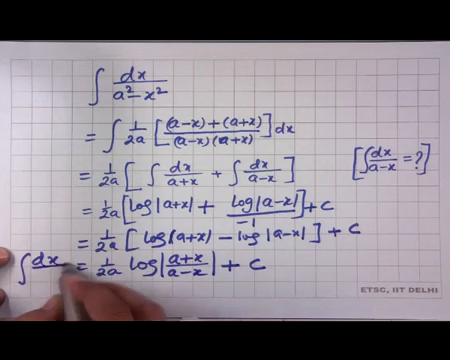 ∫ dx/(a²-x²)
= ∫ 1/2a [((a-x)+(a+x))/((a-x)(a+x))] dx
= 1/2a [∫ dx/(a+x) + ∫ dx/(a-x)]
[∫ dx/(a-x) = ?]
= 1/2a [log|a+x| + log|a-x|/-1] + c
= 1/2a [log|a+x| - log|a-x|] + c
∫ dx = 1/2a log|(a+x)/(a-x)| + c
ETSC, IIT DELHI